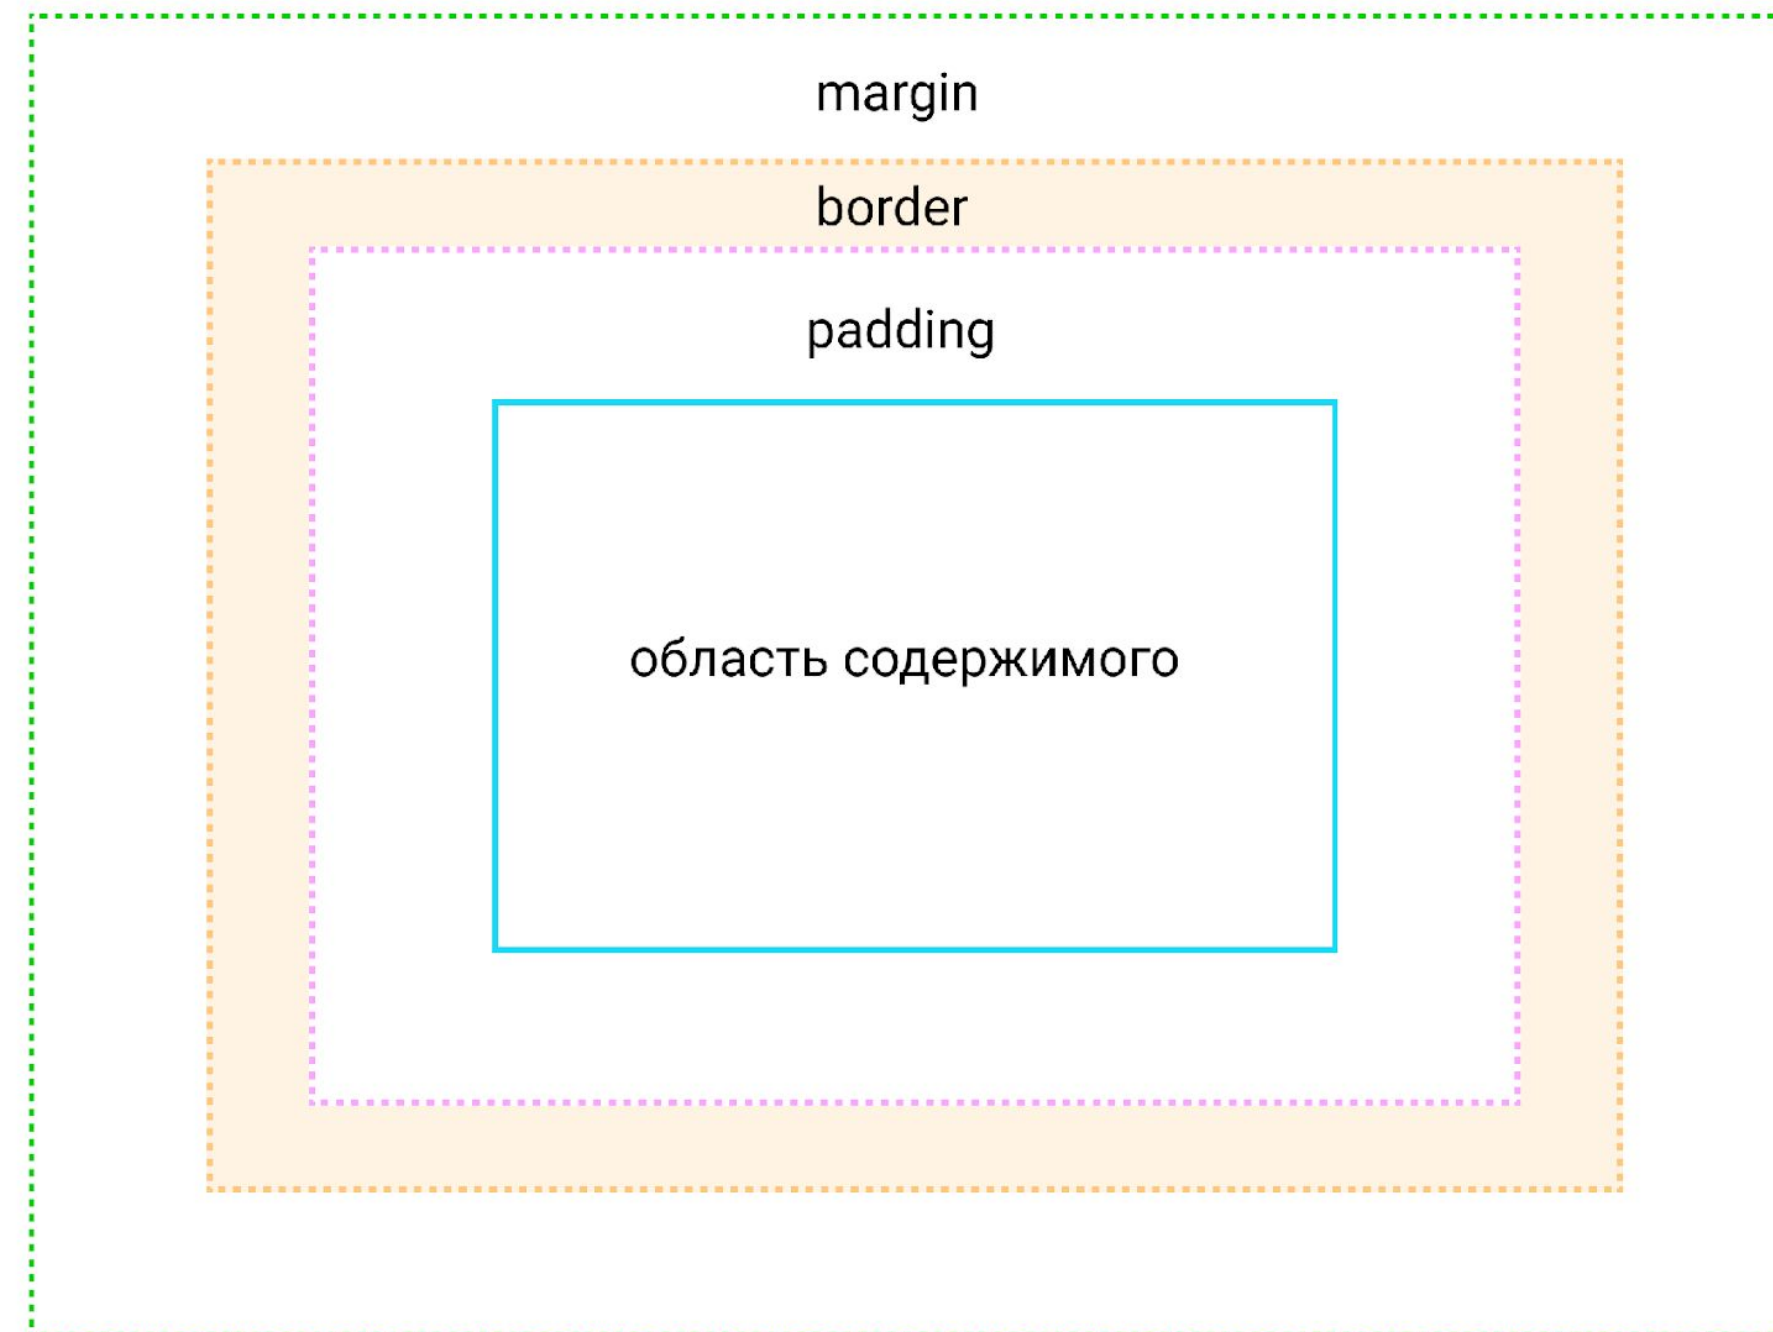 margin
border
padding
область содержимого